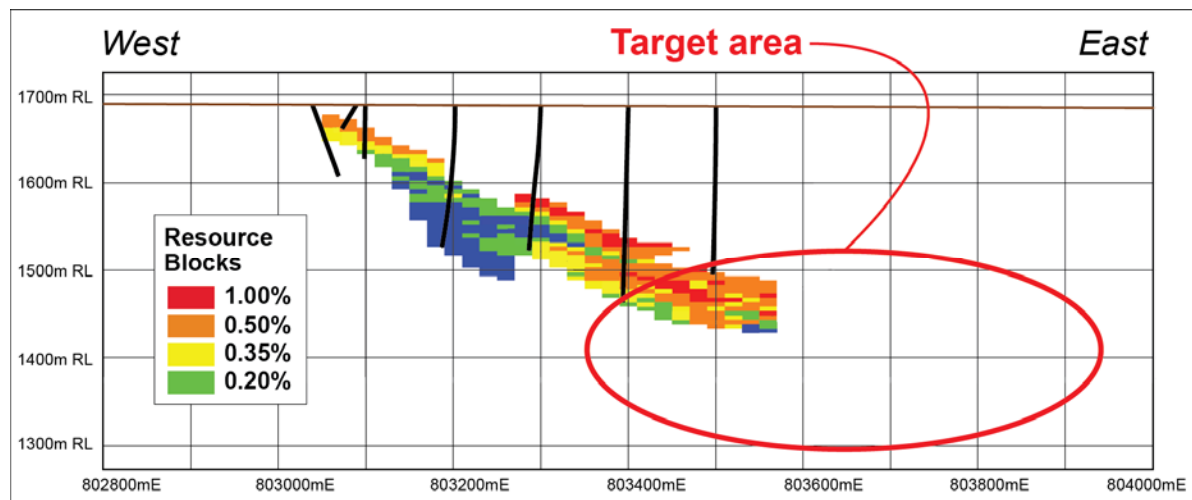 West
Target area
East
1700m RL
1600m RL
1500m RL
1400m RL
1300m RL
Resource
Blocks
1.00%
0.50%
0.35%
0.20%
802800mE
803000mE
803200mE
803400mE
803600mE
803800mE
804000mE